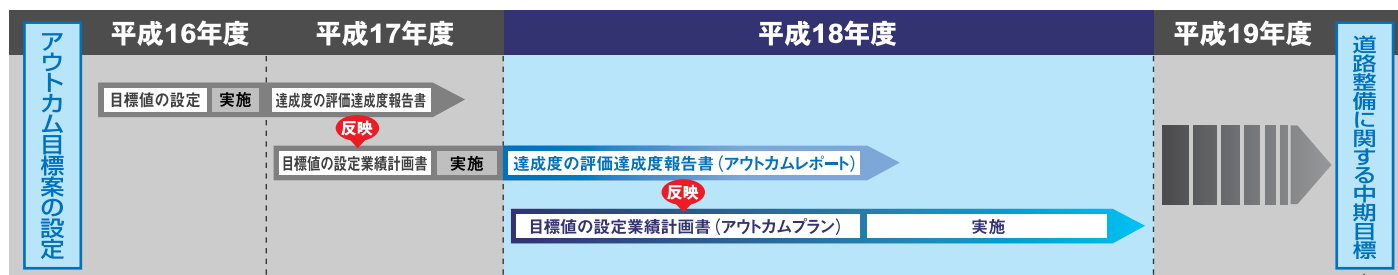 アウトカム目標案の設定
平成16年度
平成17年度
平成18年度
平成19年度
道路整備に関する中期目標
目標値の設定
実施
達成度の評価達成度報告書
反映
目標値の設定業績計画書
実施
達成度の評価達成度報告書(アウトカムレポート)
反映
目標値の設定業績計画書(アウトカムプラン)
実施